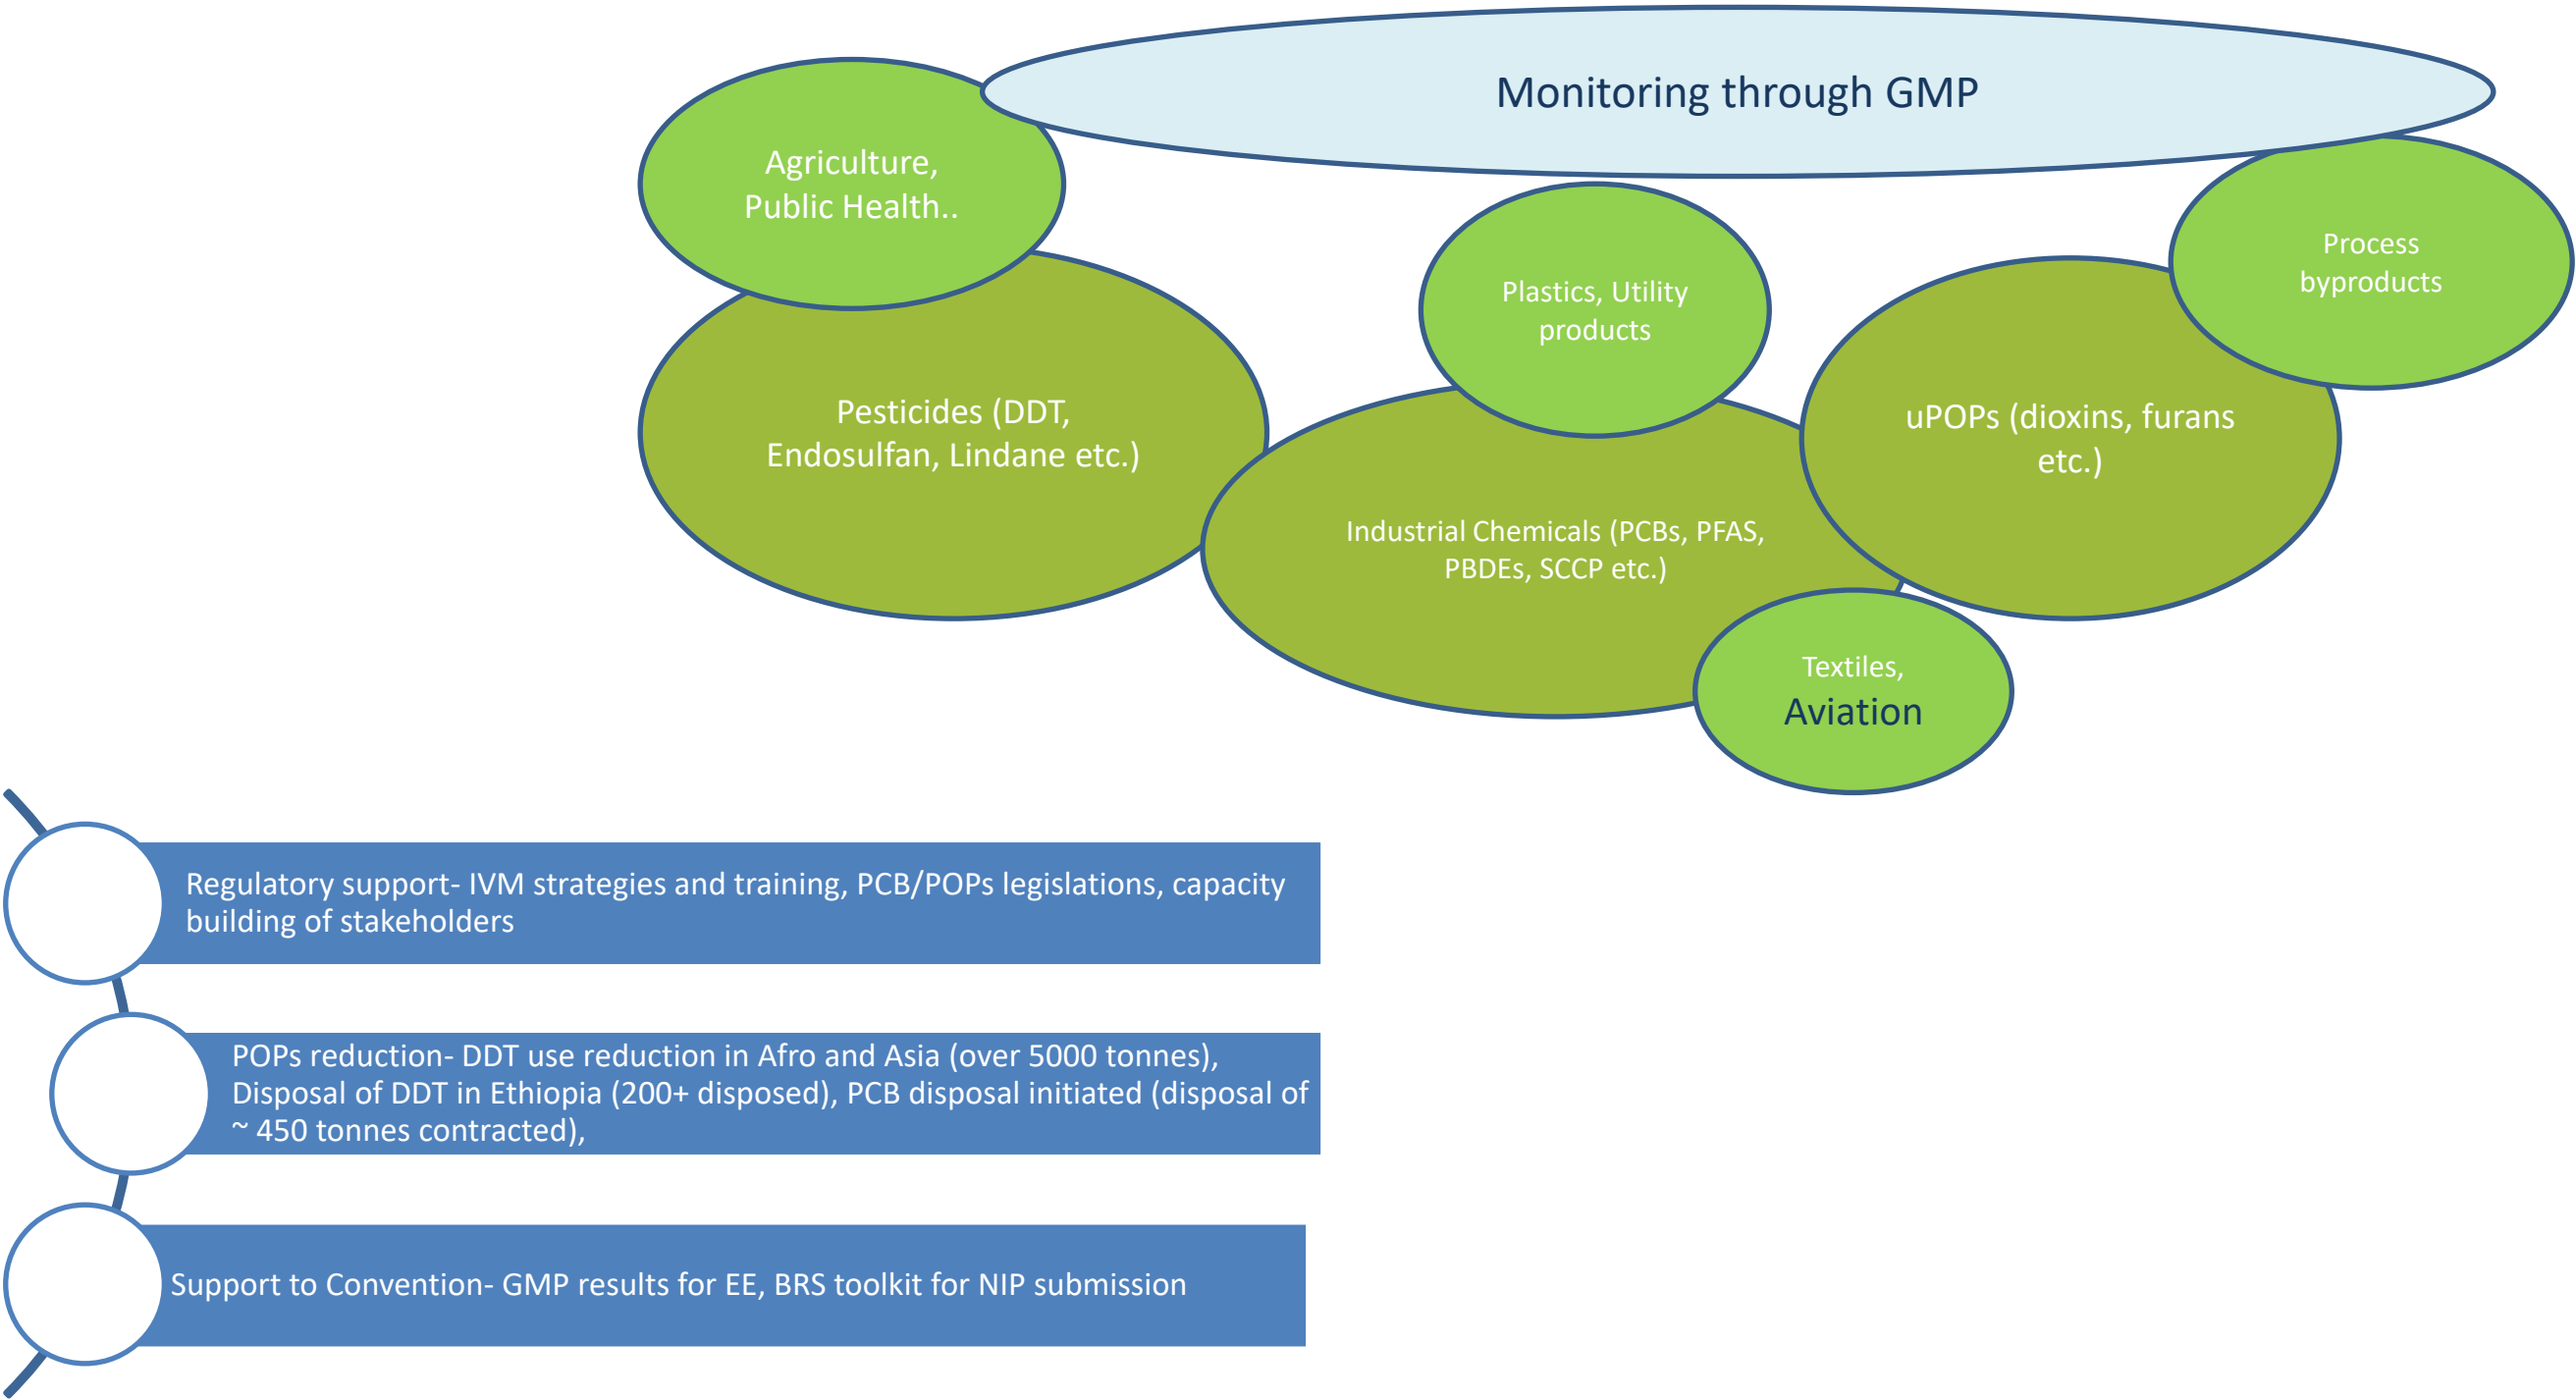 Monitoring through GMP
Agriculture,
Public Health..
Process
byproducts
Plastics, Utility
products
Pesticides (DDT,
Endosulfan, Lindane etc.)
uPOPs (dioxins, furans
etc.)
Industrial Chemicals (PCBs, PFAS,
PBDEs, SCCP etc.)
Textiles,
Aviation
Regulatory support- IVM strategies and training, PCB/POPs legislations, capacity
building of stakeholders
POPs reduction- DDT use reduction in Afro and Asia (over 5000 tonnes),
Disposal of DDT in Ethiopia (200+ disposed), PCB disposal initiated (disposal of
~ 450 tonnes contracted),
Support to Convention- GMP results for EE, BRS toolkit for NIP submission